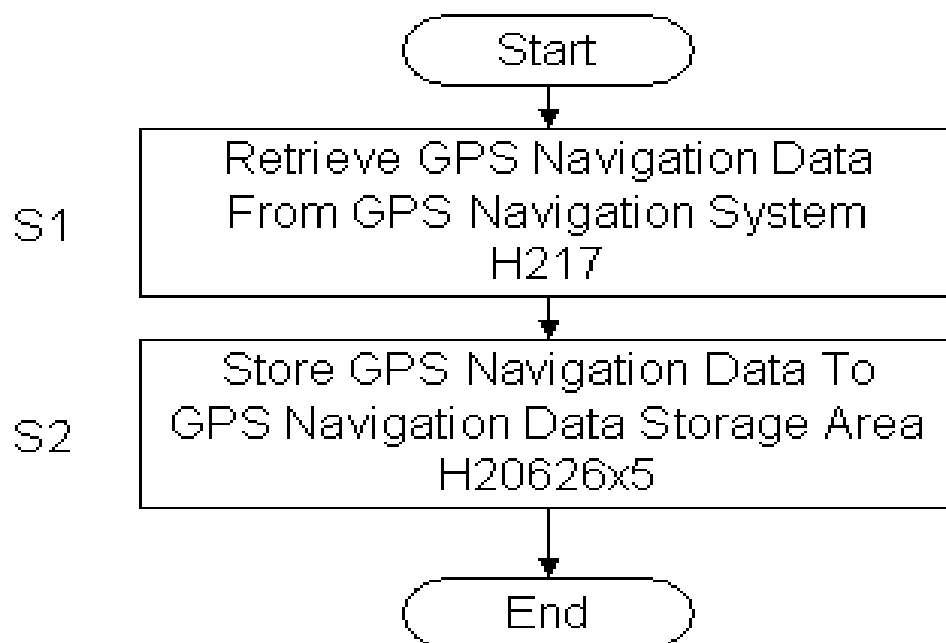 Start
S1
Retrieve GPS Navigation Data
From GPS Navigation System
H217
S2
Store GPS Navigation Data To
GPS Navigation Data Storage Area
H20626x5
End